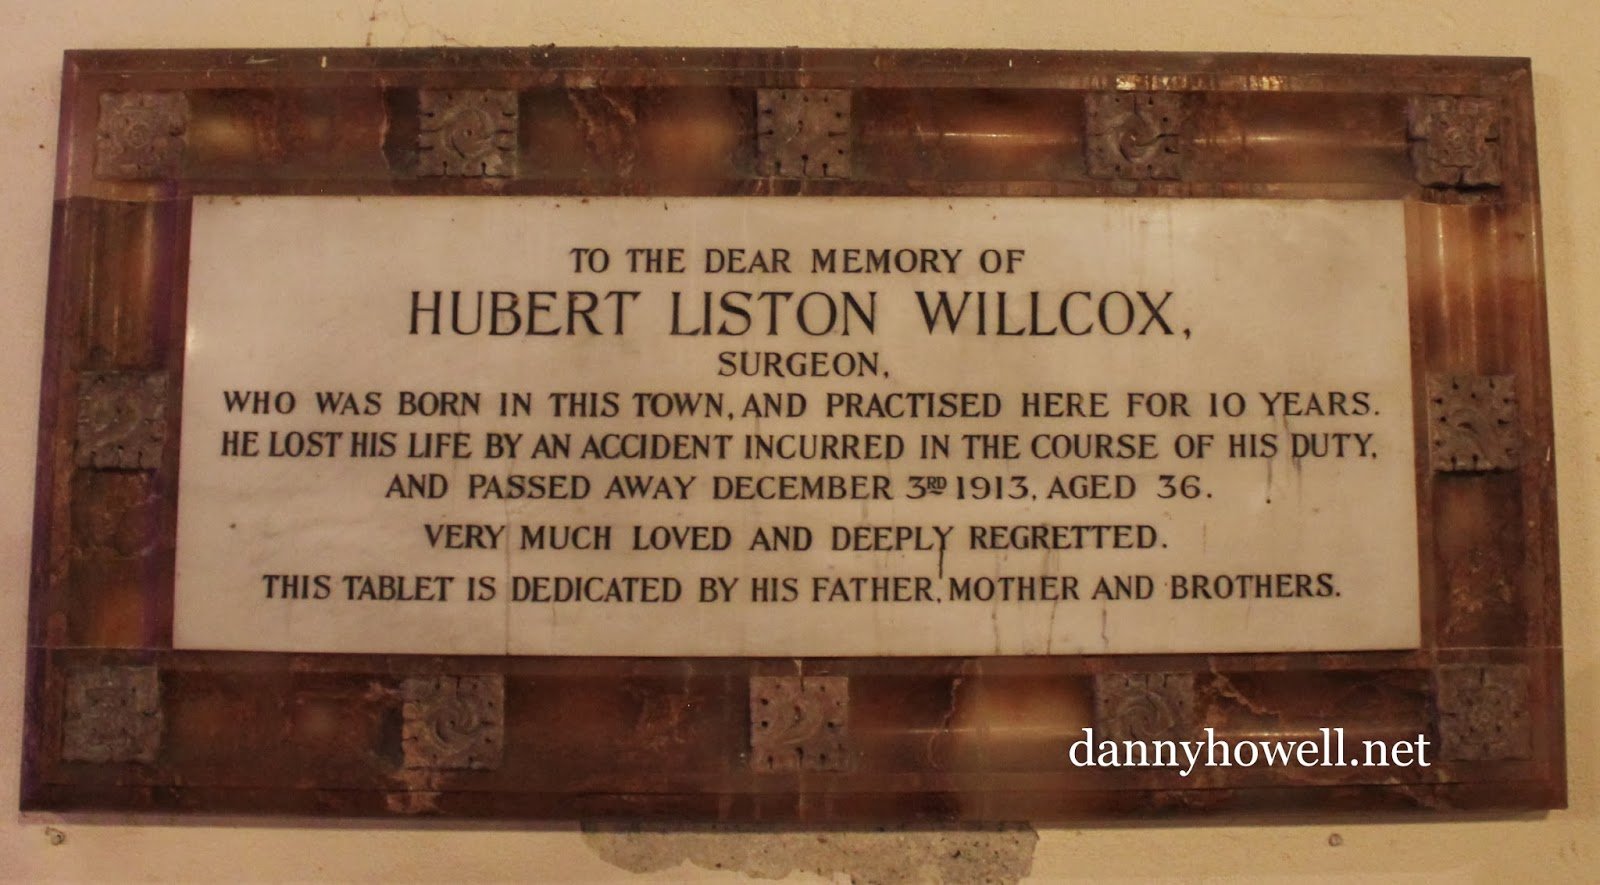 TO THE DEAR MEMORY OF
HUBERT LISTON WILLCOX,
SURGEON,
WHO WAS BORN IN THIS TOWN, AND PRACTISED HERE FOR 10 YEARS.
HE LOST HIS LIFE BY AN ACCIDENT INCURRED IN THE COURSE OF HIS DUTY,
AND PASSED AWAY DECEMBER 3RD 1913, AGED 36.
VERY MUCH LOVED AND DEEPLY REGRETTED.
THIS TABLET IS DEDICATED BY HIS FATHER, MOTHER AND BROTHERS.
dannyhowell.net